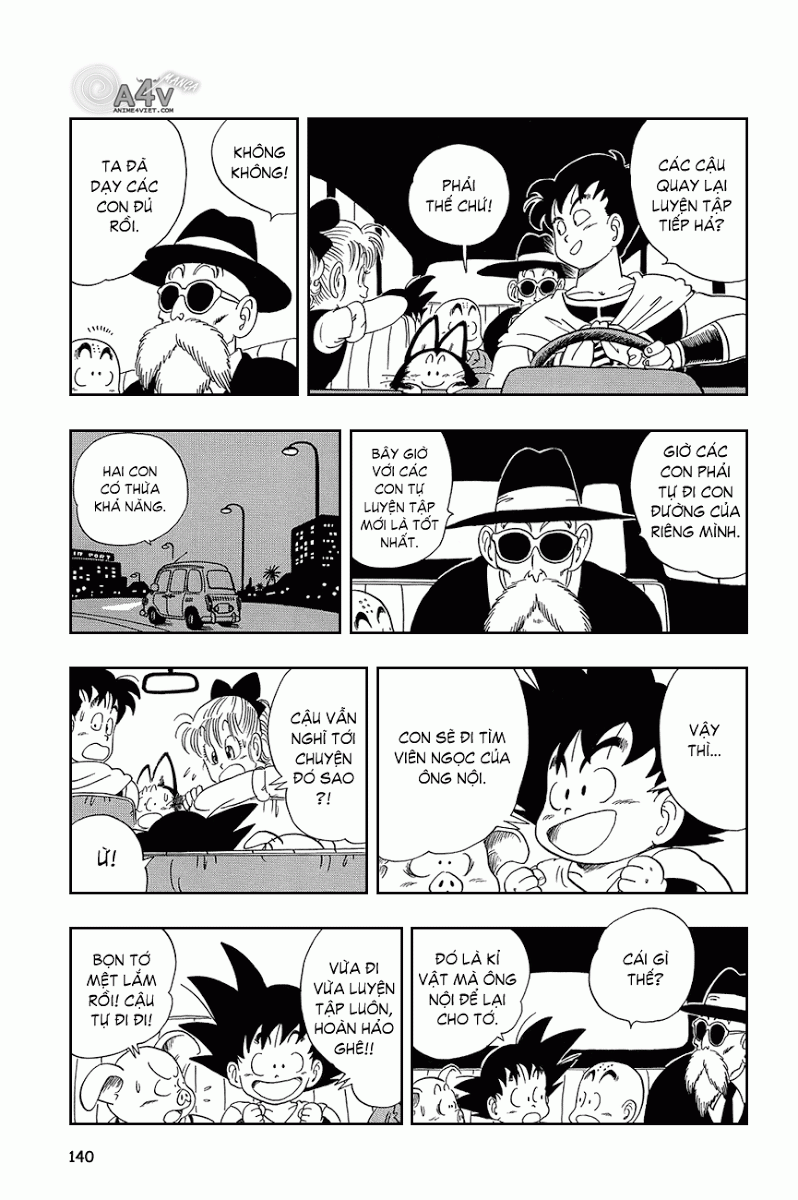 A4V MANGA
ANIME4VIET.COM
CÁC CẬU
QUAY LẠI
LUYỆN TẬP
TIẾP HẢ?
PHẢI
THẾ CHỨ!
KHÔNG
KHÔNG!
TA ĐÃ
DẠY CÁC
CON ĐỦ
RỒI.
GIỜ CÁC
CON PHẢI
TỰ ĐI CON
ĐƯỜNG CỦA
RIÊNG MÌNH.
BÂY GIỜ
VỚI CÁC
CON TỰ
LUYỆN TẬP
MỚI LÀ TỐT
NHẤT.
HAI CON
CÓ THỪA
KHẢ NĂNG.
VẬY
THÌ...
CON SẼ ĐI TÌM
VIÊN NGỌC CỦA
ÔNG NỘI.
CẬU VẪN
NGHĨ TỚI
CHUYỆN
ĐÓ SAO
?!
Ừ!
CÁI GÌ
THẾ?
ĐÓ LÀ KỈ
VẬT MÀ ÔNG
NỘI ĐỂ LẠI
CHO TỚ.
VỪA ĐI
VỪA LUYỆN
TẬP LUÔN,
HOÀN HẢO
GHÊ!!
BỌN TỚ
MỆT LẮM
RỒI! CẬU
TỰ ĐI ĐI!
140